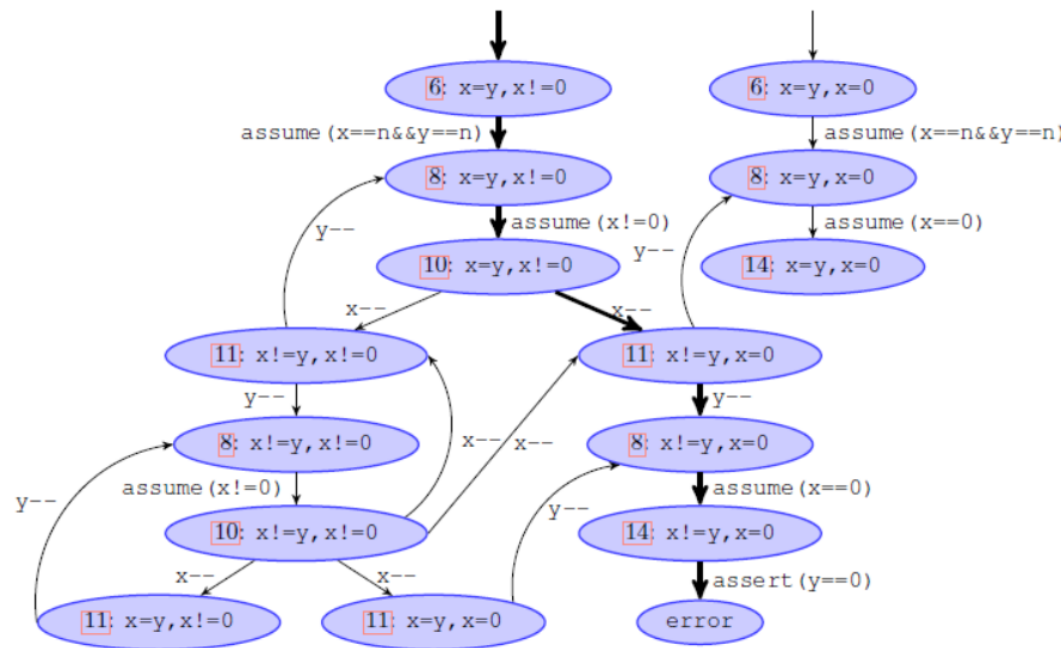 6: x=y,x!=0
6: x=y,x=0
assume(x==n&&y==n)
assume(x==n&&y==n)
8: x=y,x!=0
8: x=y,x=0
y--
assume(x!=0)
y--
assume(x==0)
10: x=y,x!=0
14: x=y,x=0
x--
x--
11: x!=y,x!=0
11: x!=y,x=0
y--
y--
8: x!=y,x!=0
x--
x--
8: x!=y,x=0
y--
assume(x!=0)
y--
assume(x==0)
10: x!=y,x!=0
14: x!=y,x=0
x--
x--
assert(y==0)
11: x=y,x!=0
11: x=y,x=0
error